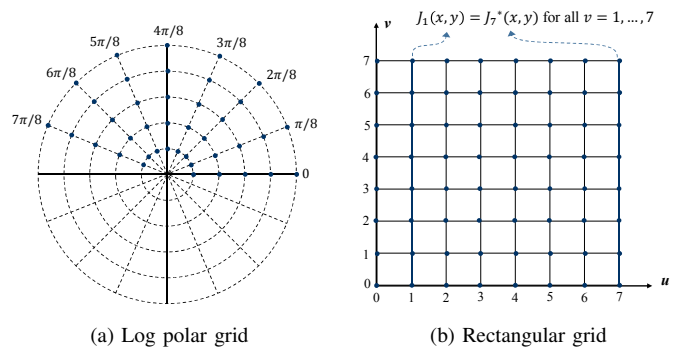 4π/8
5π/8
3π/8
6π/8
2π/8
7π/8
π/8
0
(a) Log polar grid
v
J₁(x, y) = J₇*(x, y) for all v = 1, … , 7
7
6
5
4
3
2
1
0
0 1 2 3 4 5 6 7
u
(b) Rectangular grid